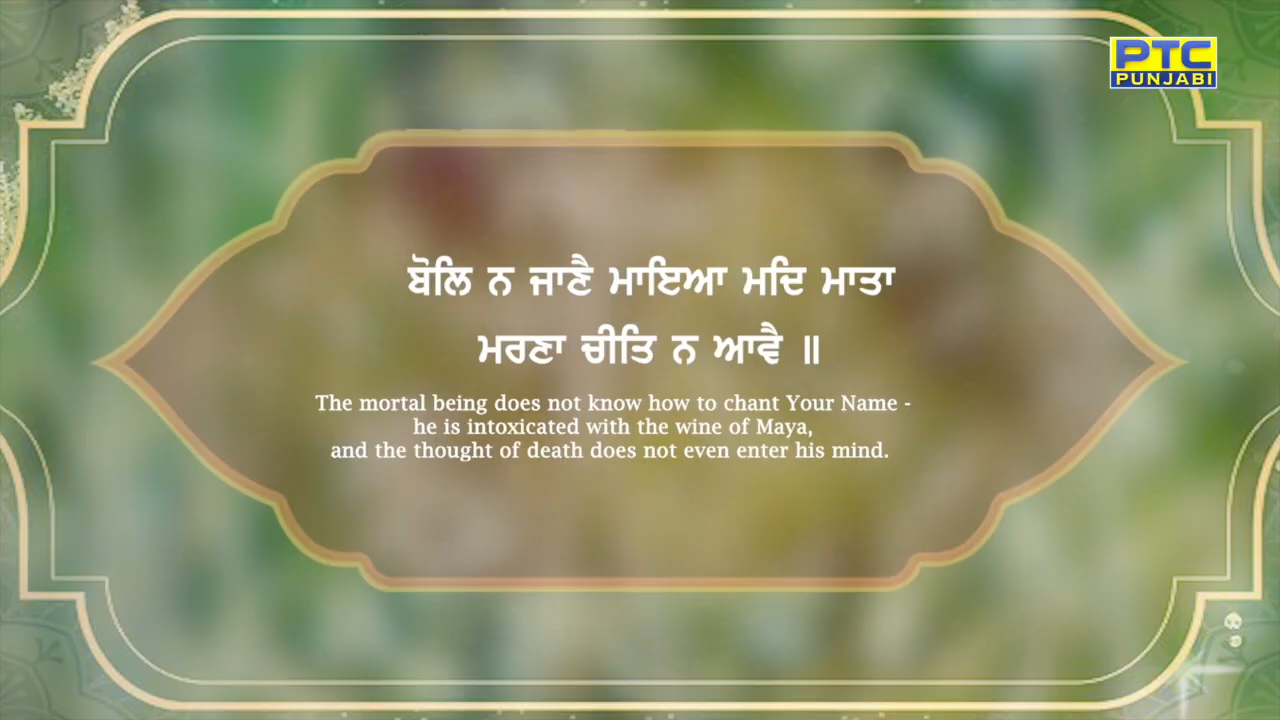 PTC
PUNJABI
ਬੋਲਿ ਨ ਜਾਣੈ ਮਾਇਆ ਮਦਿ ਮਾਤਾ
ਮਰਣਾ ਚੀਤਿ ਨ ਆਵੈ ॥
The mortal being does not know how to chant Your Name -
he is intoxicated with the wine of Maya,
and the thought of death does not even enter his mind.